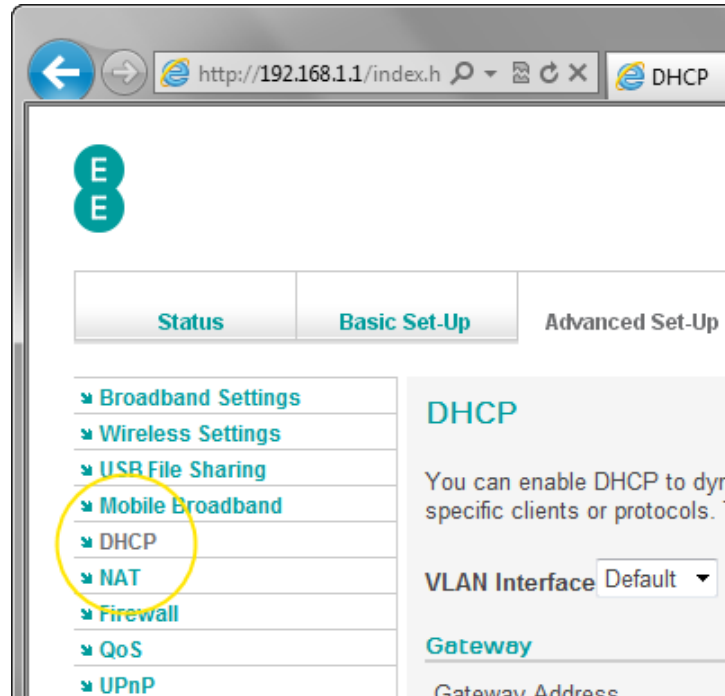 http://192.168.1.1/index.h
DHCP
E
E
Status
Basic Set-Up
Advanced Set-Up
Broadband Settings
Wireless Settings
USB File Sharing
Mobile Broadband
DHCP
NAT
Firewall
QoS
UPnP
DHCP
You can enable DHCP to
specific clients or protocols.
VLAN Interface Default
Gateway
Gateway Address